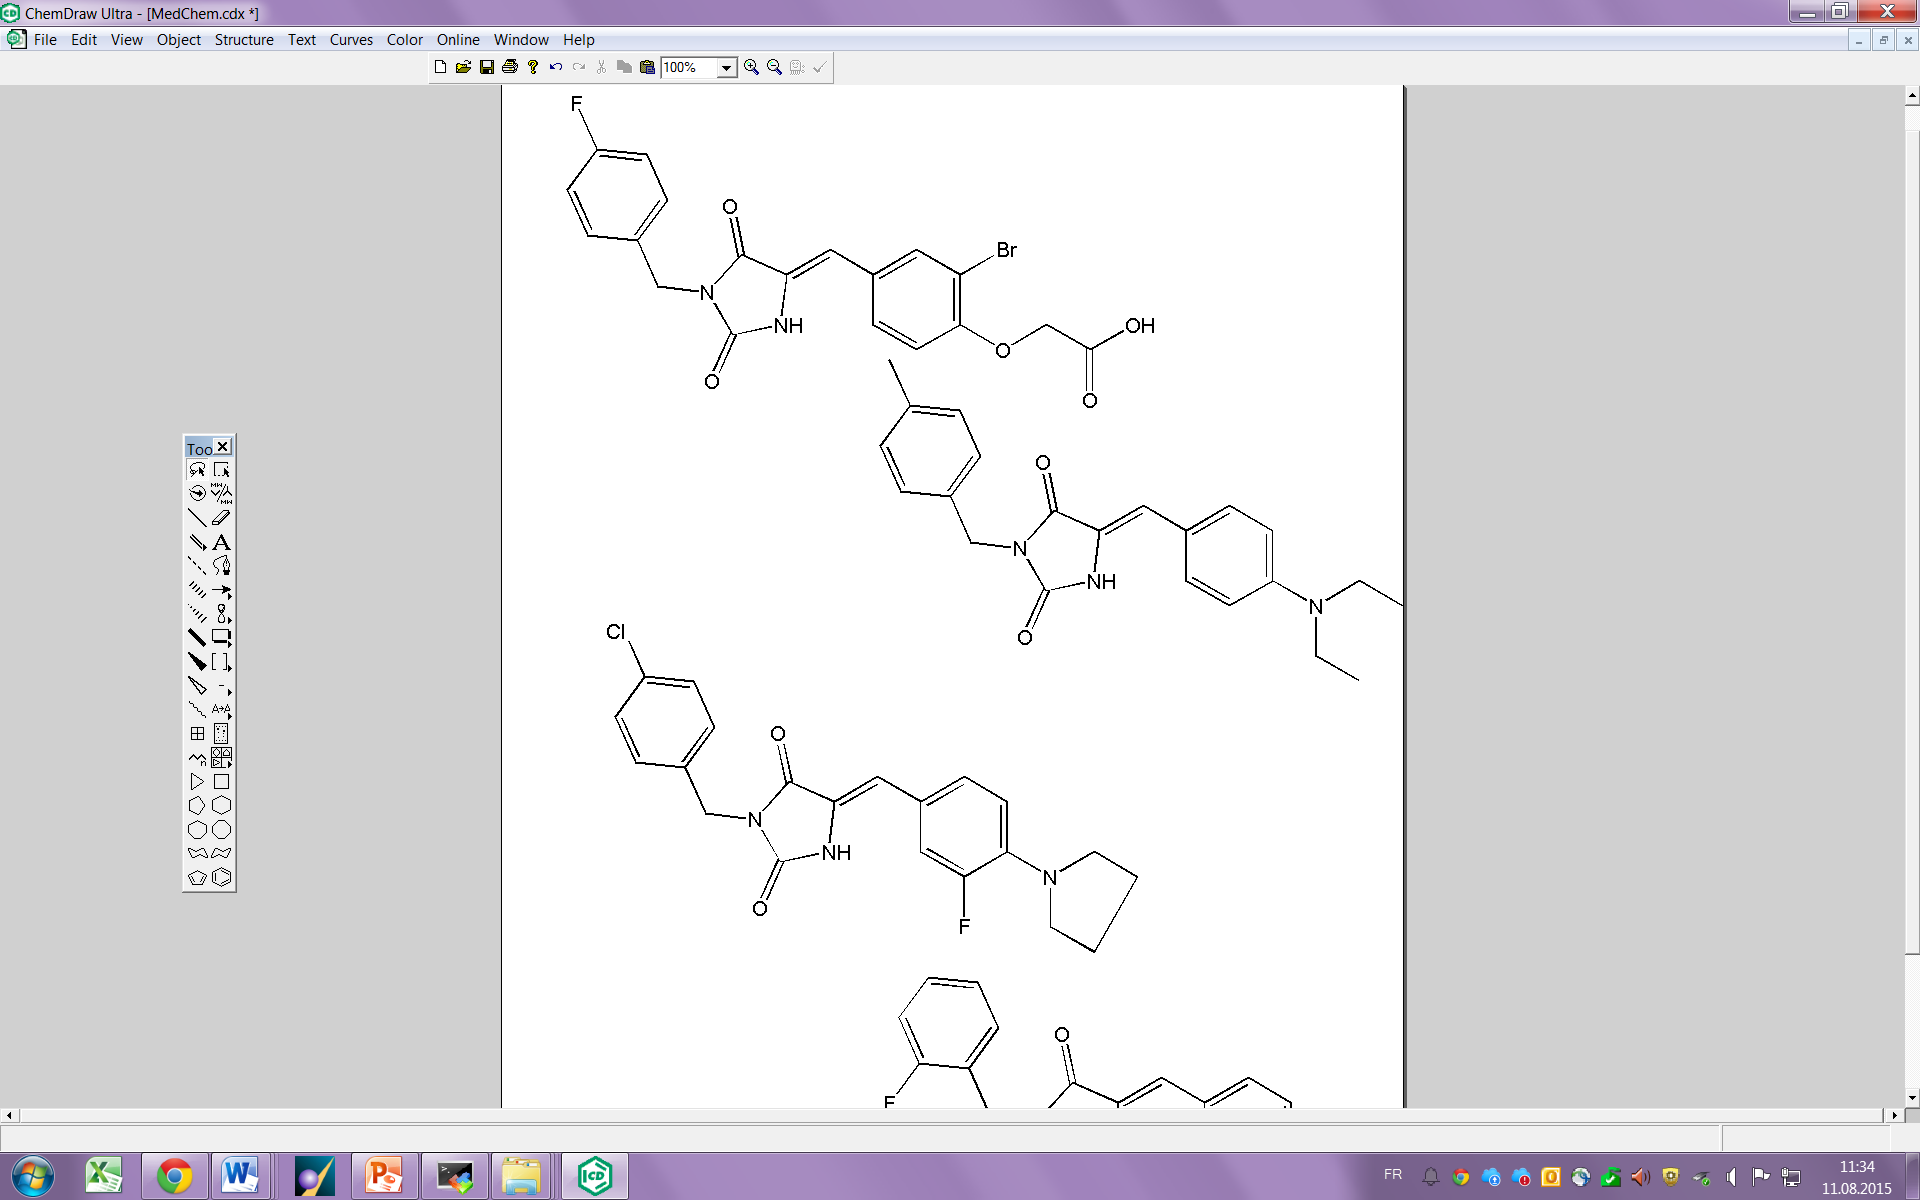 ChemDraw Ultra - [MedChem.cdx *]
File Edit View Object Structure Text Curves Color Online Window Help
100%
F
O
Br
N
NH
OH
O
O
O
O
N
NH
N
O
Cl
O
N
NH
N
O
F
O
F
Too
A
FR
11:34
11.08.2015